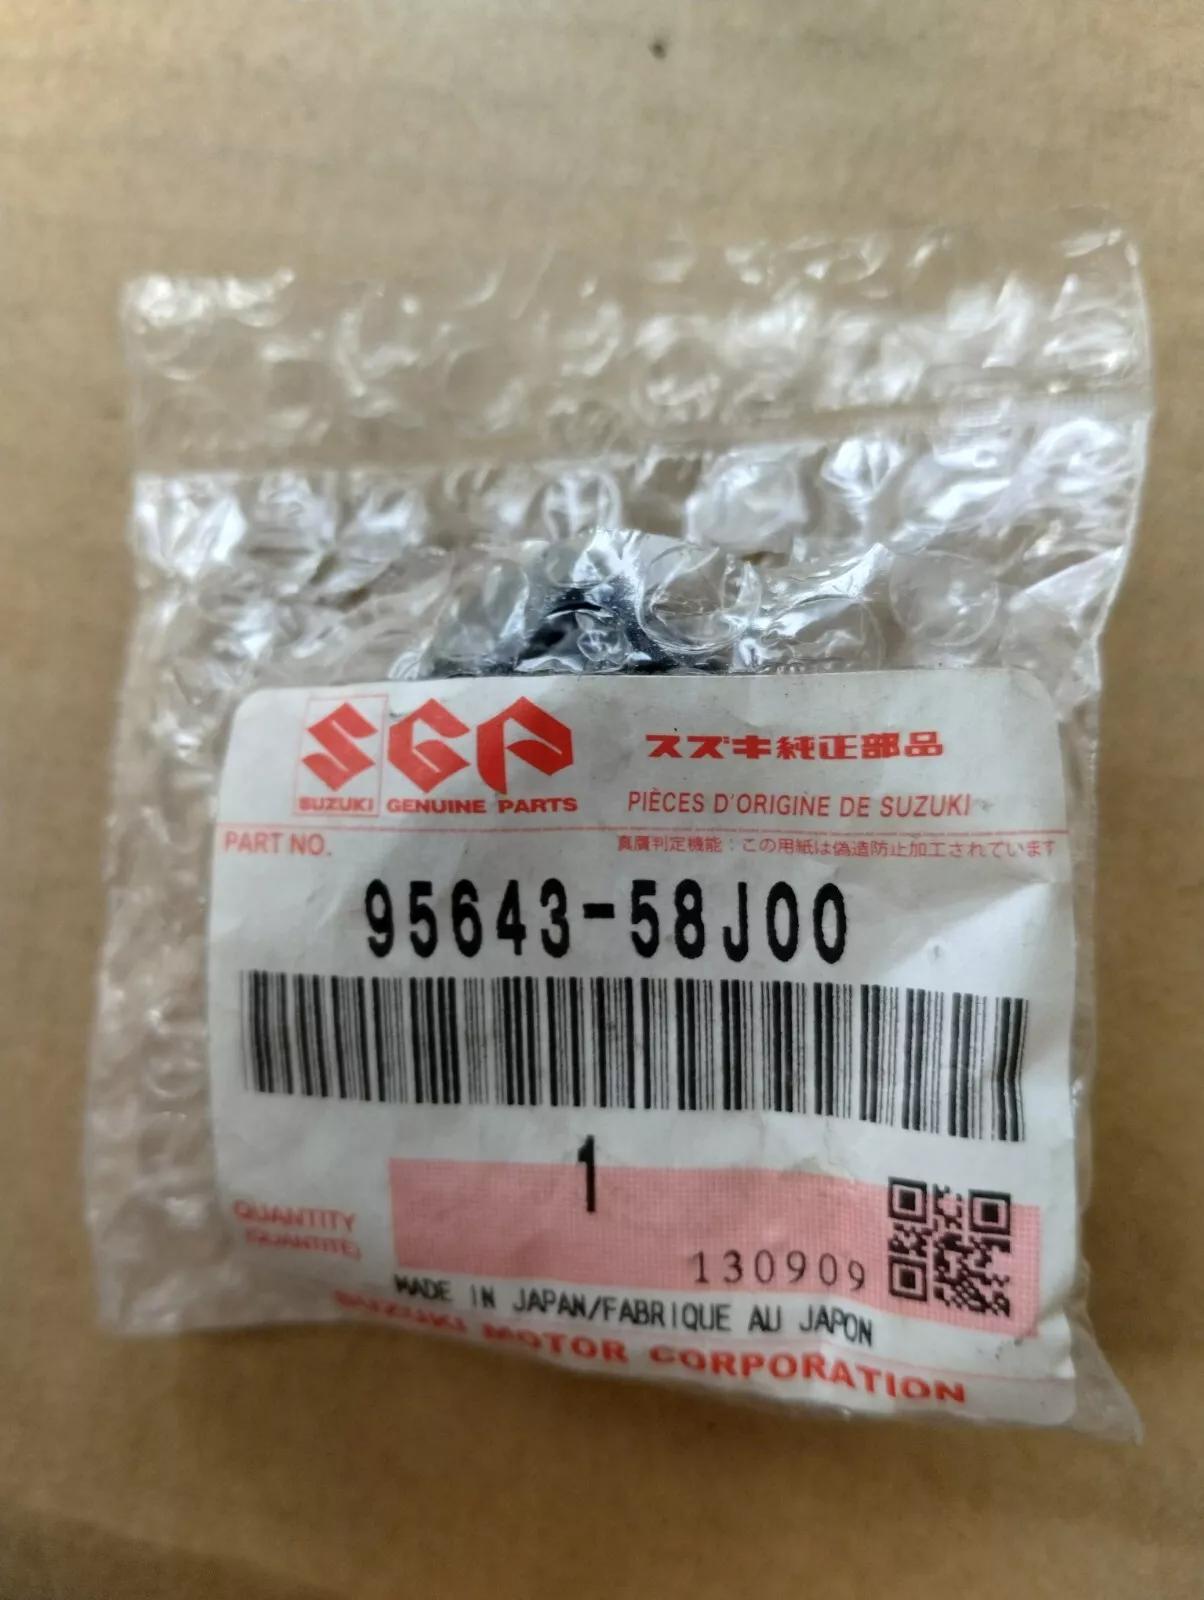 SGP
SUZUKI GENUINE PARTS
スズキ純正部品
PIÈCES D'ORIGINE DE SUZUKI
PART NO.
真贋判定機能：この用紙は偽造防止加工されています
95643-58J00
1
QUANTITY
(QUANTITÉ)
130909
MADE IN JAPAN/FABRIQUE AU JAPON
SUZUKI MOTOR CORPORATION